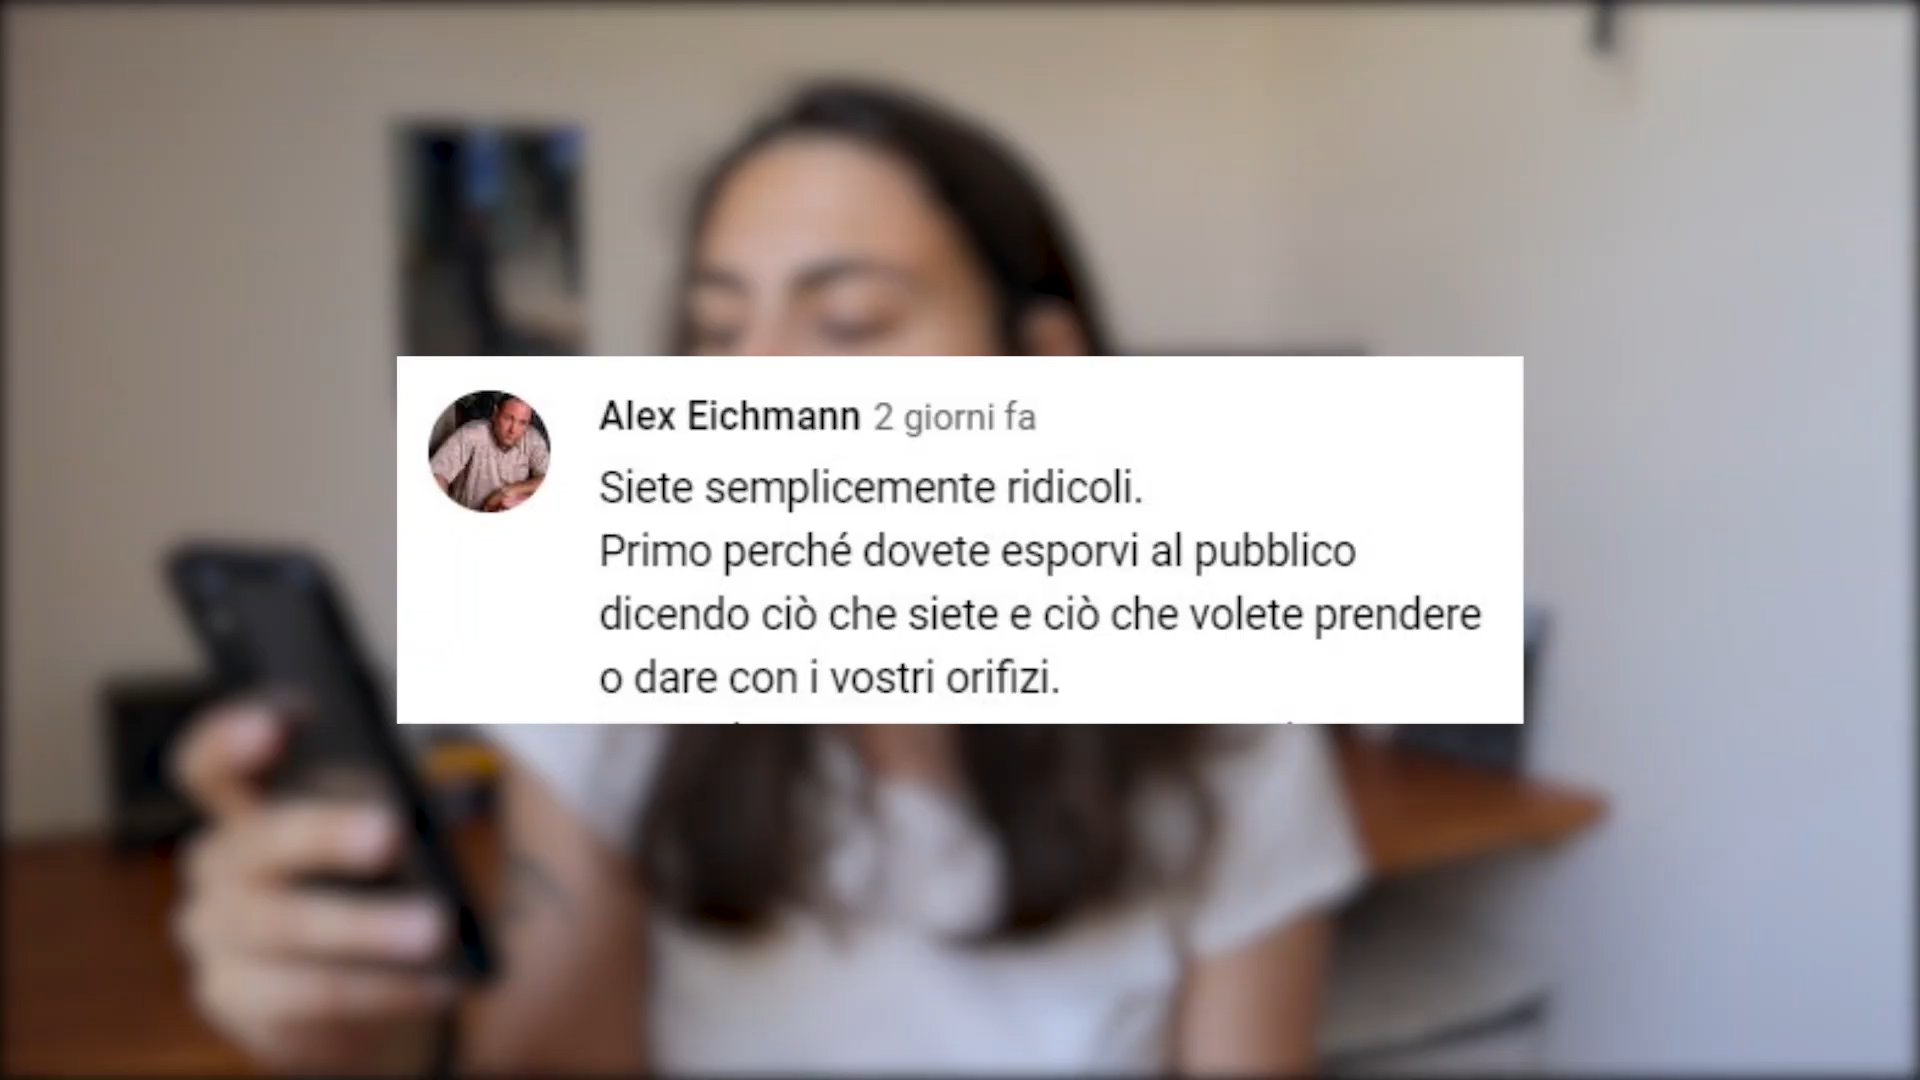 Alex Eichmann 2 giorni fa
Siete semplicemente ridicoli.
Primo perché dovete esporvi al pubblico
dicendo ciò che siete e ciò che volete prendere
o dare con i vostri orifizi.